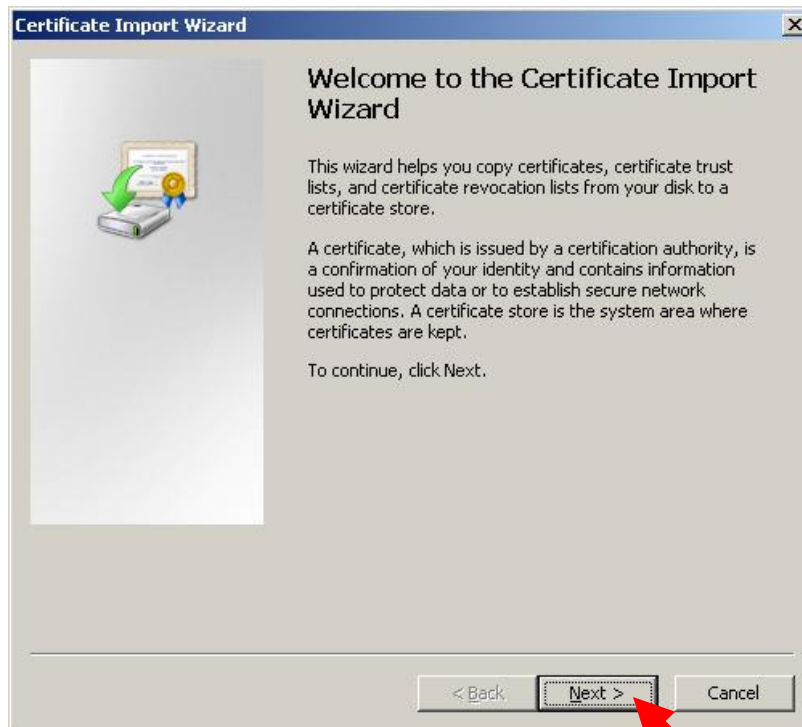 Certificate Import Wizard
Welcome to the Certificate Import
Wizard
This wizard helps you copy certificates, certificate trust
lists, and certificate revocation lists from your disk to a
certificate store.
A certificate, which is issued by a certification authority, is
a confirmation of your identity and contains information
used to protect data or to establish secure network
connections. A certificate store is the system area where
certificates are kept.
To continue, click Next.
< Back Next > Cancel